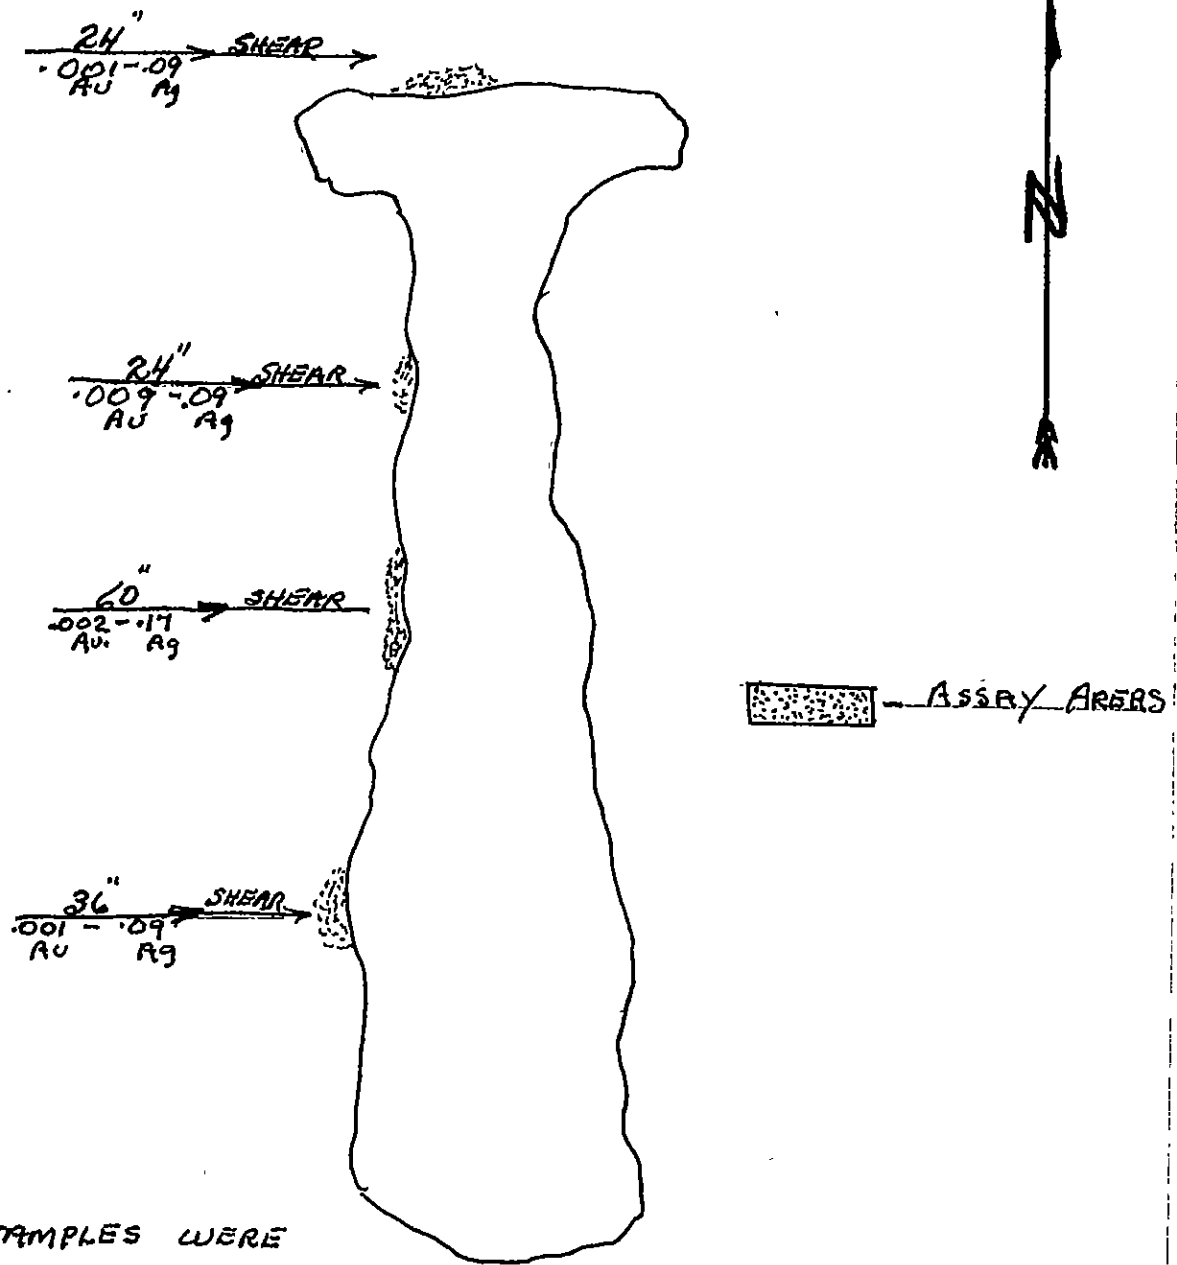 24" SHEAR
.001 - .09
Au Ag
N
24" SHEAR
.009 - .09
Au Ag
60" SHEAR
.002 - .17
Au. Ag
- ASSAY AREAS
36" SHEAR
.001 - .09
Au Ag
SAMPLES WERE